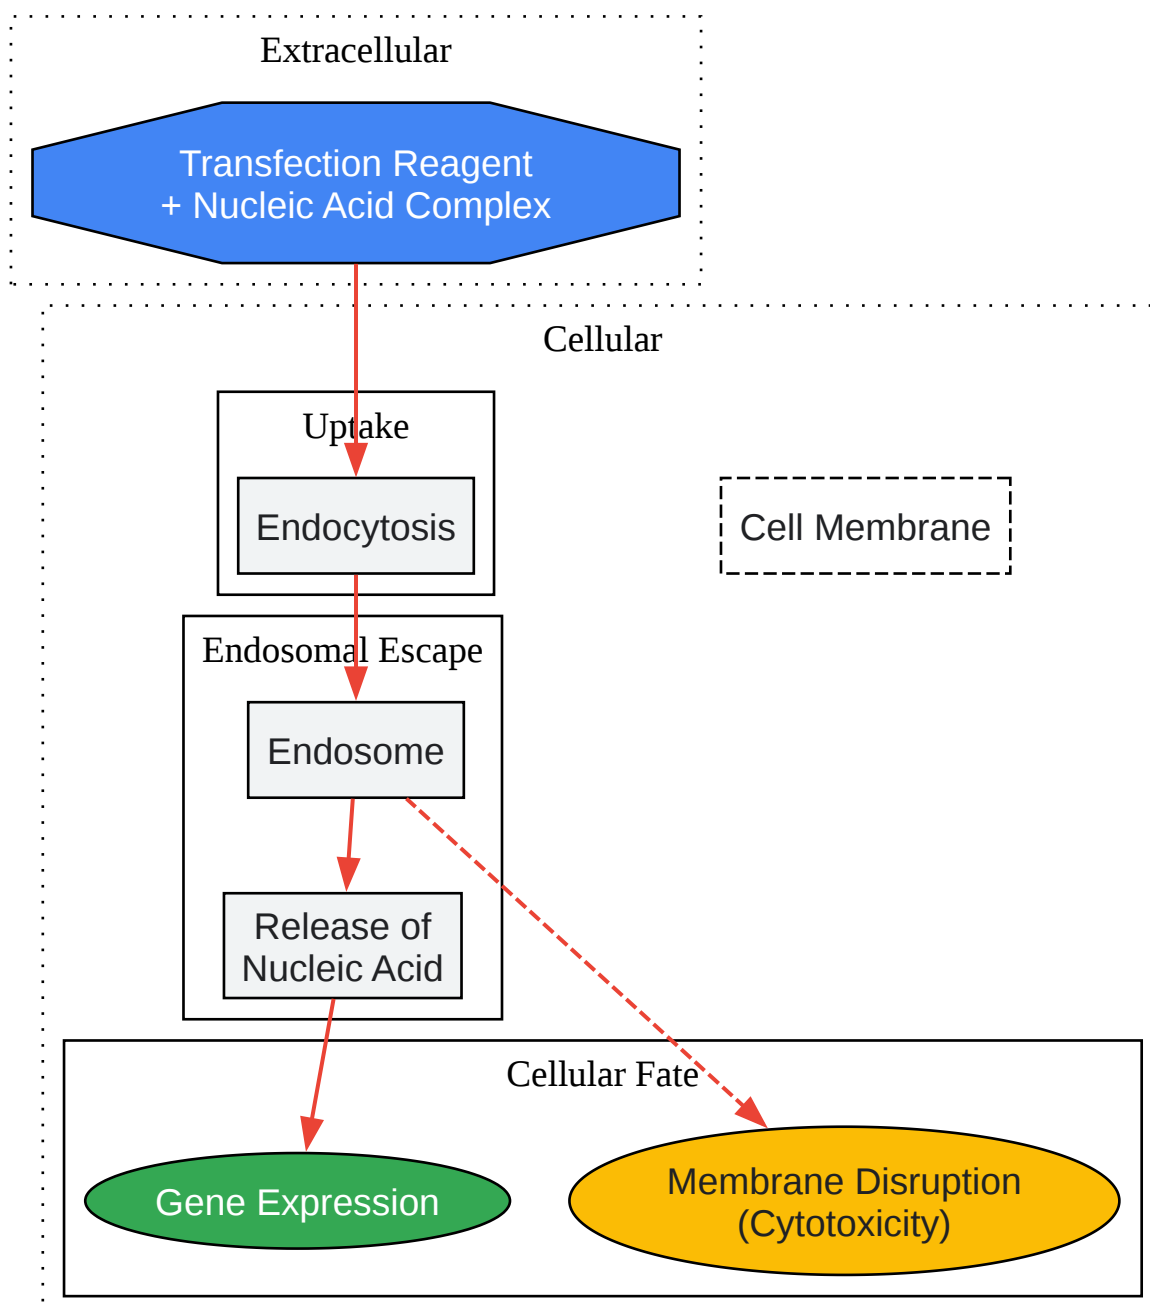 Extracellular
Transfection Reagent
+ Nucleic Acid Complex
Cellular
Uptake
Endocytosis
Cell Membrane
Endosomal Escape
Endosome
Release of
Nucleic Acid
Cellular Fate
Gene Expression
Membrane Disruption
(Cytotoxicity)